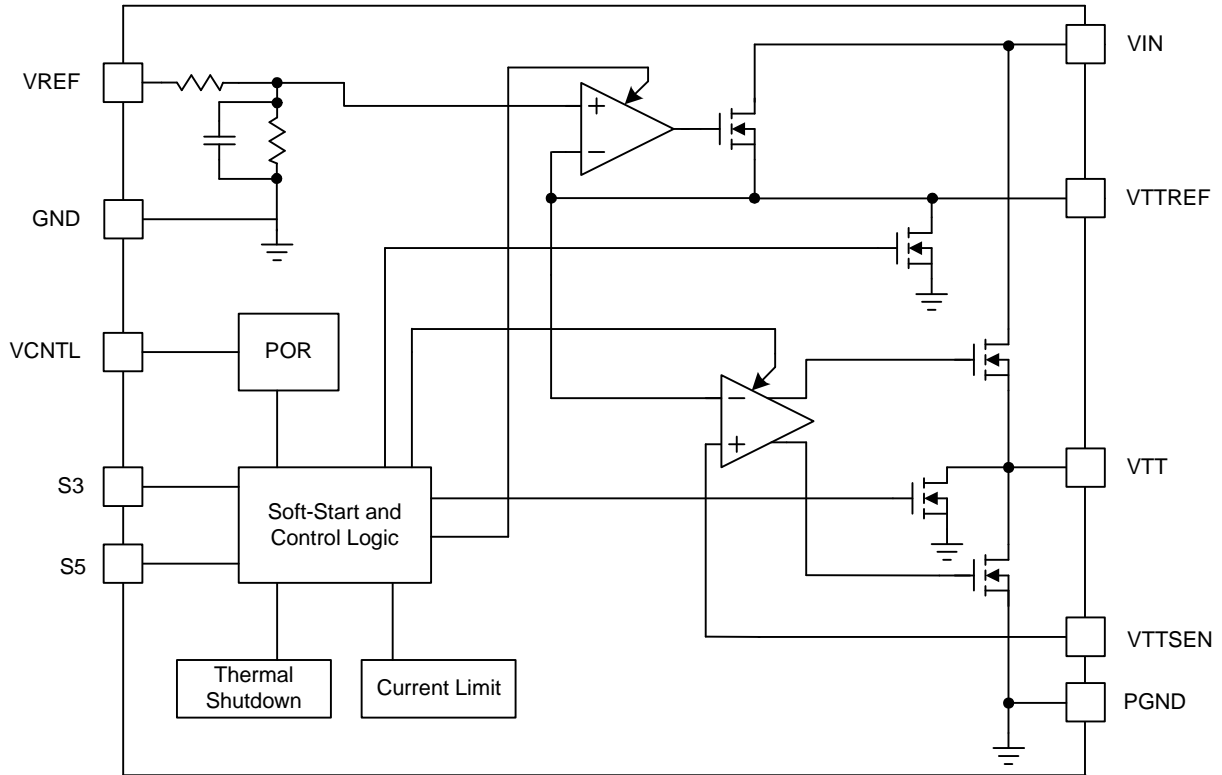 VIN
VREF
+
−
VTTREF
GND
VCNTL
POR
−
+
VTT
S3
Soft-Start and
Control Logic
S5
VTTSEN
Thermal
Shutdown
Current Limit
PGND